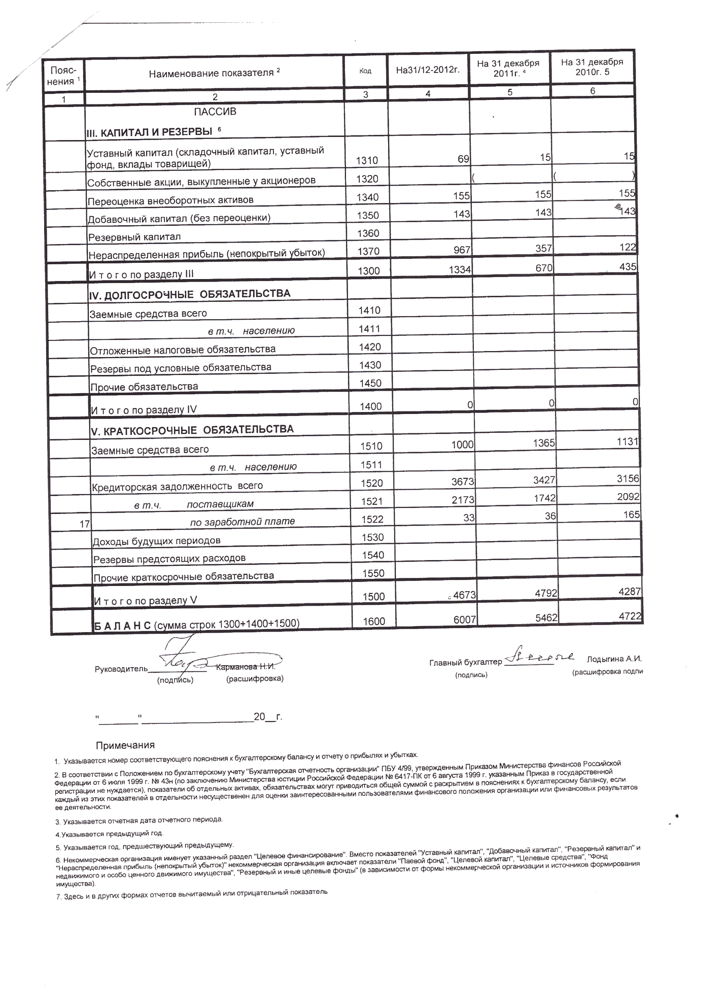 Пояс-
нения 1
Наименование показателя 2
Код
На31/12-2012г.
На 31 декабря
2011г. 4
На 31 декабря
2010г. 5
1 2 3 4 5 6
ПАССИВ
III. КАПИТАЛ И РЕЗЕРВЫ 6
Уставный капитал (складочный капитал, уставный
фонд, вклады товарищей) 1310 69 15 15
Собственные акции, выкупленные у акционеров 1320 ( ( )
Переоценка внеоборотных активов 1340 155 155 155
Добавочный капитал (без переоценки) 1350 143 143 143
Резервный капитал 1360
Нераспределенная прибыль (непокрытый убыток) 1370 967 357 122
И т о г о по разделу III 1300 1334 670 435
IV. ДОЛГОСРОЧНЫЕ ОБЯЗАТЕЛЬСТВА
Заемные средства всего 1410
в т.ч. населению 1411
Отложенные налоговые обязательства 1420
Резервы под условные обязательства 1430
Прочие обязательства 1450
И т о г о по разделу IV 1400 0 0 0
V. КРАТКОСРОЧНЫЕ ОБЯЗАТЕЛЬСТВА
Заемные средства всего 1510 1000 1365 1131
в т.ч. населению 1511
Кредиторская задолженность всего 1520 3673 3427 3156
в т.ч. поставщикам 1521 2173 1742 2092
17 по заработной плате 1522 33 36 165
Доходы будущих периодов 1530
Резервы предстоящих расходов 1540
Прочие краткосрочные обязательства 1550
И т о г о по разделу V 1500 4673 4792 4287
Б А Л А Н С (сумма строк 1300+1400+1500) 1600 6007 5462 4722
Руководитель Карманова Н.И. Главный бухгалтер Лодыгина А.И.
(подпись) (расшифровка) (подпись) (расшифровка подпи
"_______"____________________20__г.
Примечания
1. Указывается номер соответствующего пояснения к бухгалтерскому балансу и отчету о прибылях и убытках.
2. В соответствии с Положением по бухгалтерскому учету "Бухгалтерская отчетность организации" ПБУ 4/99, утвержденным Приказом Министерства финансов Российской
Федерации от 6 июля 1999 г. № 43н (по заключению Министерства юстиции Российской Федерации № 6417-ПК от 6 августа 1999 г. указанным Приказ в государственной
регистрации не нуждается), показатели об отдельных активах, обязательствах могут приводиться общей суммой с раскрытием в пояснениях к бухгалтерскому балансу, если
каждый из этих показателей в отдельности несущественен для оценки заинтересованными пользователями финансового положения организации или финансовых результатов
ее деятельности.
3. Указывается отчетная дата отчетного периода.
4.Указывается предыдущий год.
5. Указывается год, предшествующий предыдущему.
6. Некоммерческая организация именует указанный раздел "Целевое финансирование". Вместо показателей "Уставный капитал", "Добавочный капитал", "Резервный капитал" и
"Нераспределенная прибыль (непокрытый убыток)" некоммерческая организация включает показатели "Паевой фонд", "Целевой капитал", "Целевые средства", "Фонд
недвижимого и особо ценного движимого имущества", "Резервный и иные целевые фонды" (в зависимости от формы некоммерческой организации и источников формирования
имущества).
7. Здесь и в других формах отчетов вычитаемый или отрицательный показатель